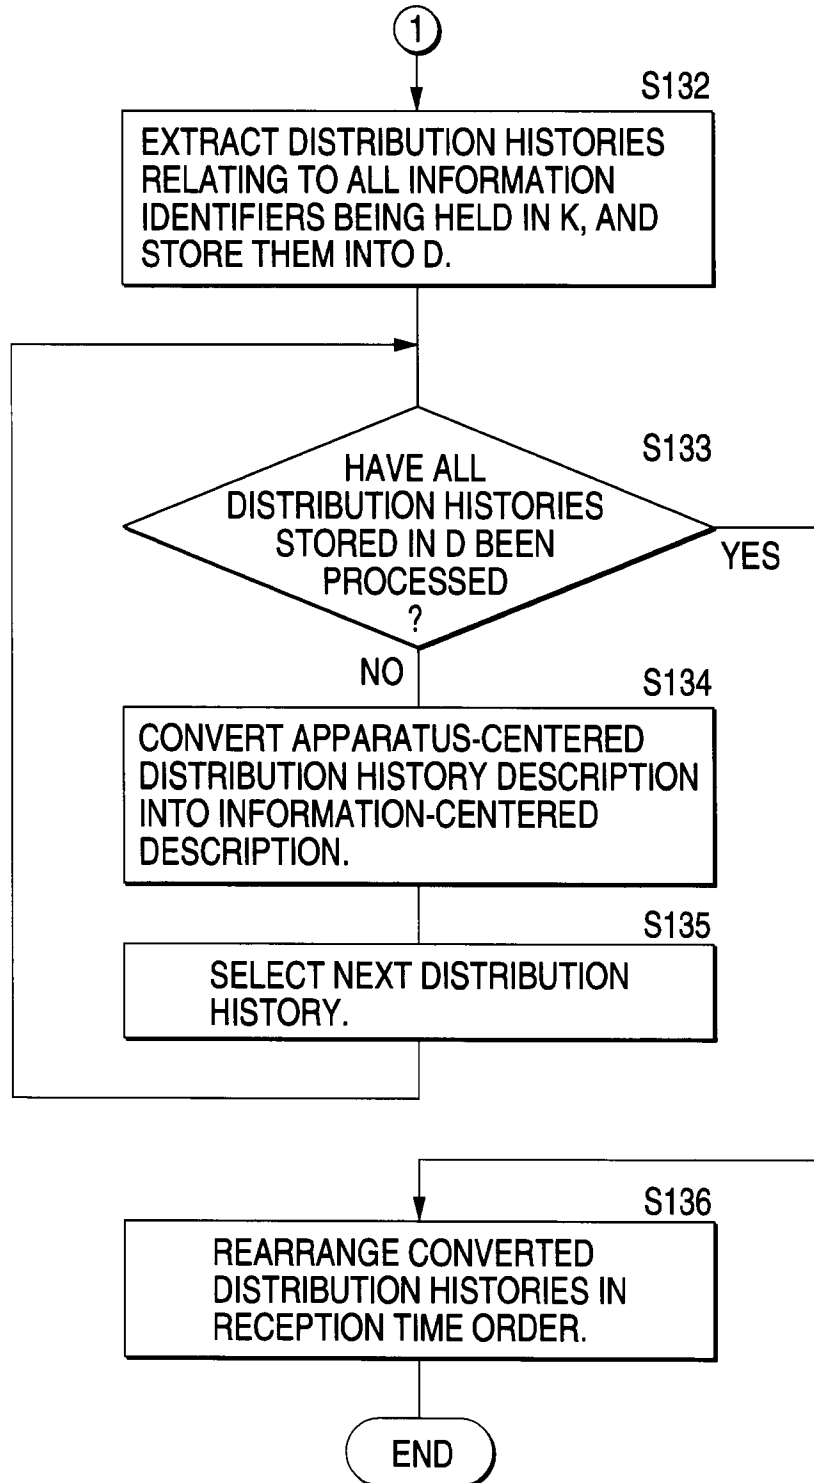 1
S132
EXTRACT DISTRIBUTION HISTORIES
RELATING TO ALL INFORMATION
IDENTIFIERS BEING HELD IN K, AND
STORE THEM INTO D.
S133
HAVE ALL
DISTRIBUTION HISTORIES
STORED IN D BEEN
PROCESSED
?
YES
NO
S134
CONVERT APPARATUS-CENTERED
DISTRIBUTION HISTORY DESCRIPTION
INTO INFORMATION-CENTERED
DESCRIPTION.
S135
SELECT NEXT DISTRIBUTION
HISTORY.
S136
REARRANGE CONVERTED
DISTRIBUTION HISTORIES IN
RECEPTION TIME ORDER.
END